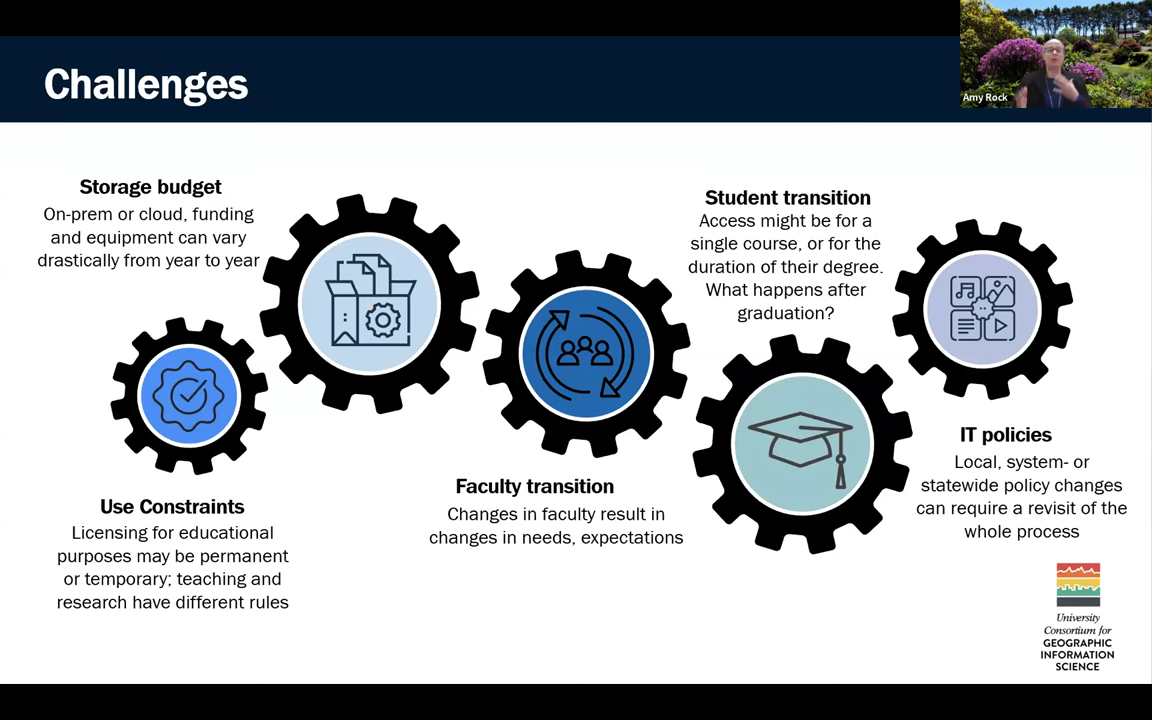 Challenges
Amy Rock
Storage budget
On-prem or cloud, funding
and equipment can vary
drastically from year to year
Student transition
Access might be for a
single course, or for the
duration of their degree.
What happens after
graduation?
Use Constraints
Licensing for educational
purposes may be permanent
or temporary; teaching and
research have different rules
Faculty transition
Changes in faculty result in
changes in needs, expectations
IT policies
Local, system- or
statewide policy changes
can require a revisit of the
whole process
University
Consortium for
GEOGRAPHIC
INFORMATION
SCIENCE